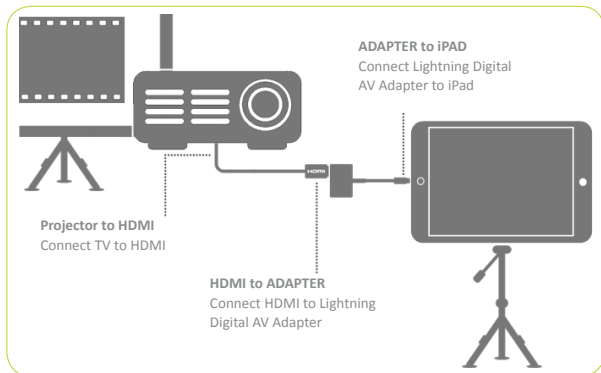 ADAPTER to iPAD
Connect Lightning Digital
AV Adapter to iPad
HDMI
Projector to HDMI
Connect TV to HDMI
HDMI to ADAPTER
Connect HDMI to Lightning
Digital AV Adapter